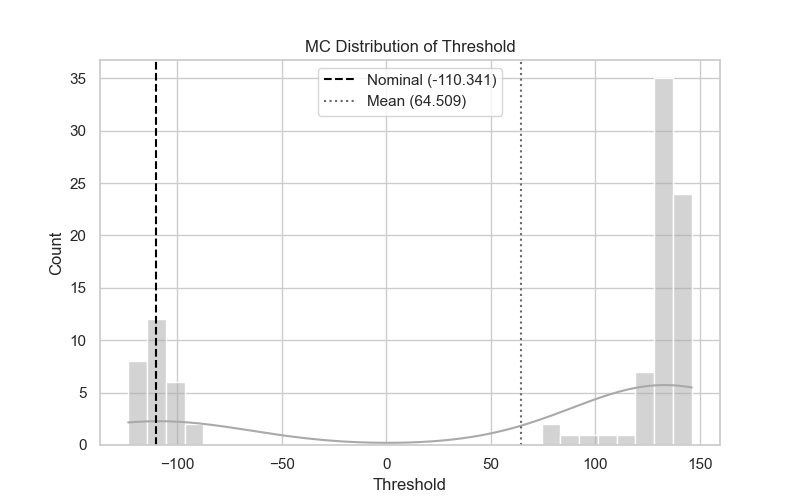 MC Distribution of Threshold
Nominal (-110.341)
Mean (64.509)
Count
35
30
25
20
15
10
5
0
−100
−50
0
50
100
150
Threshold